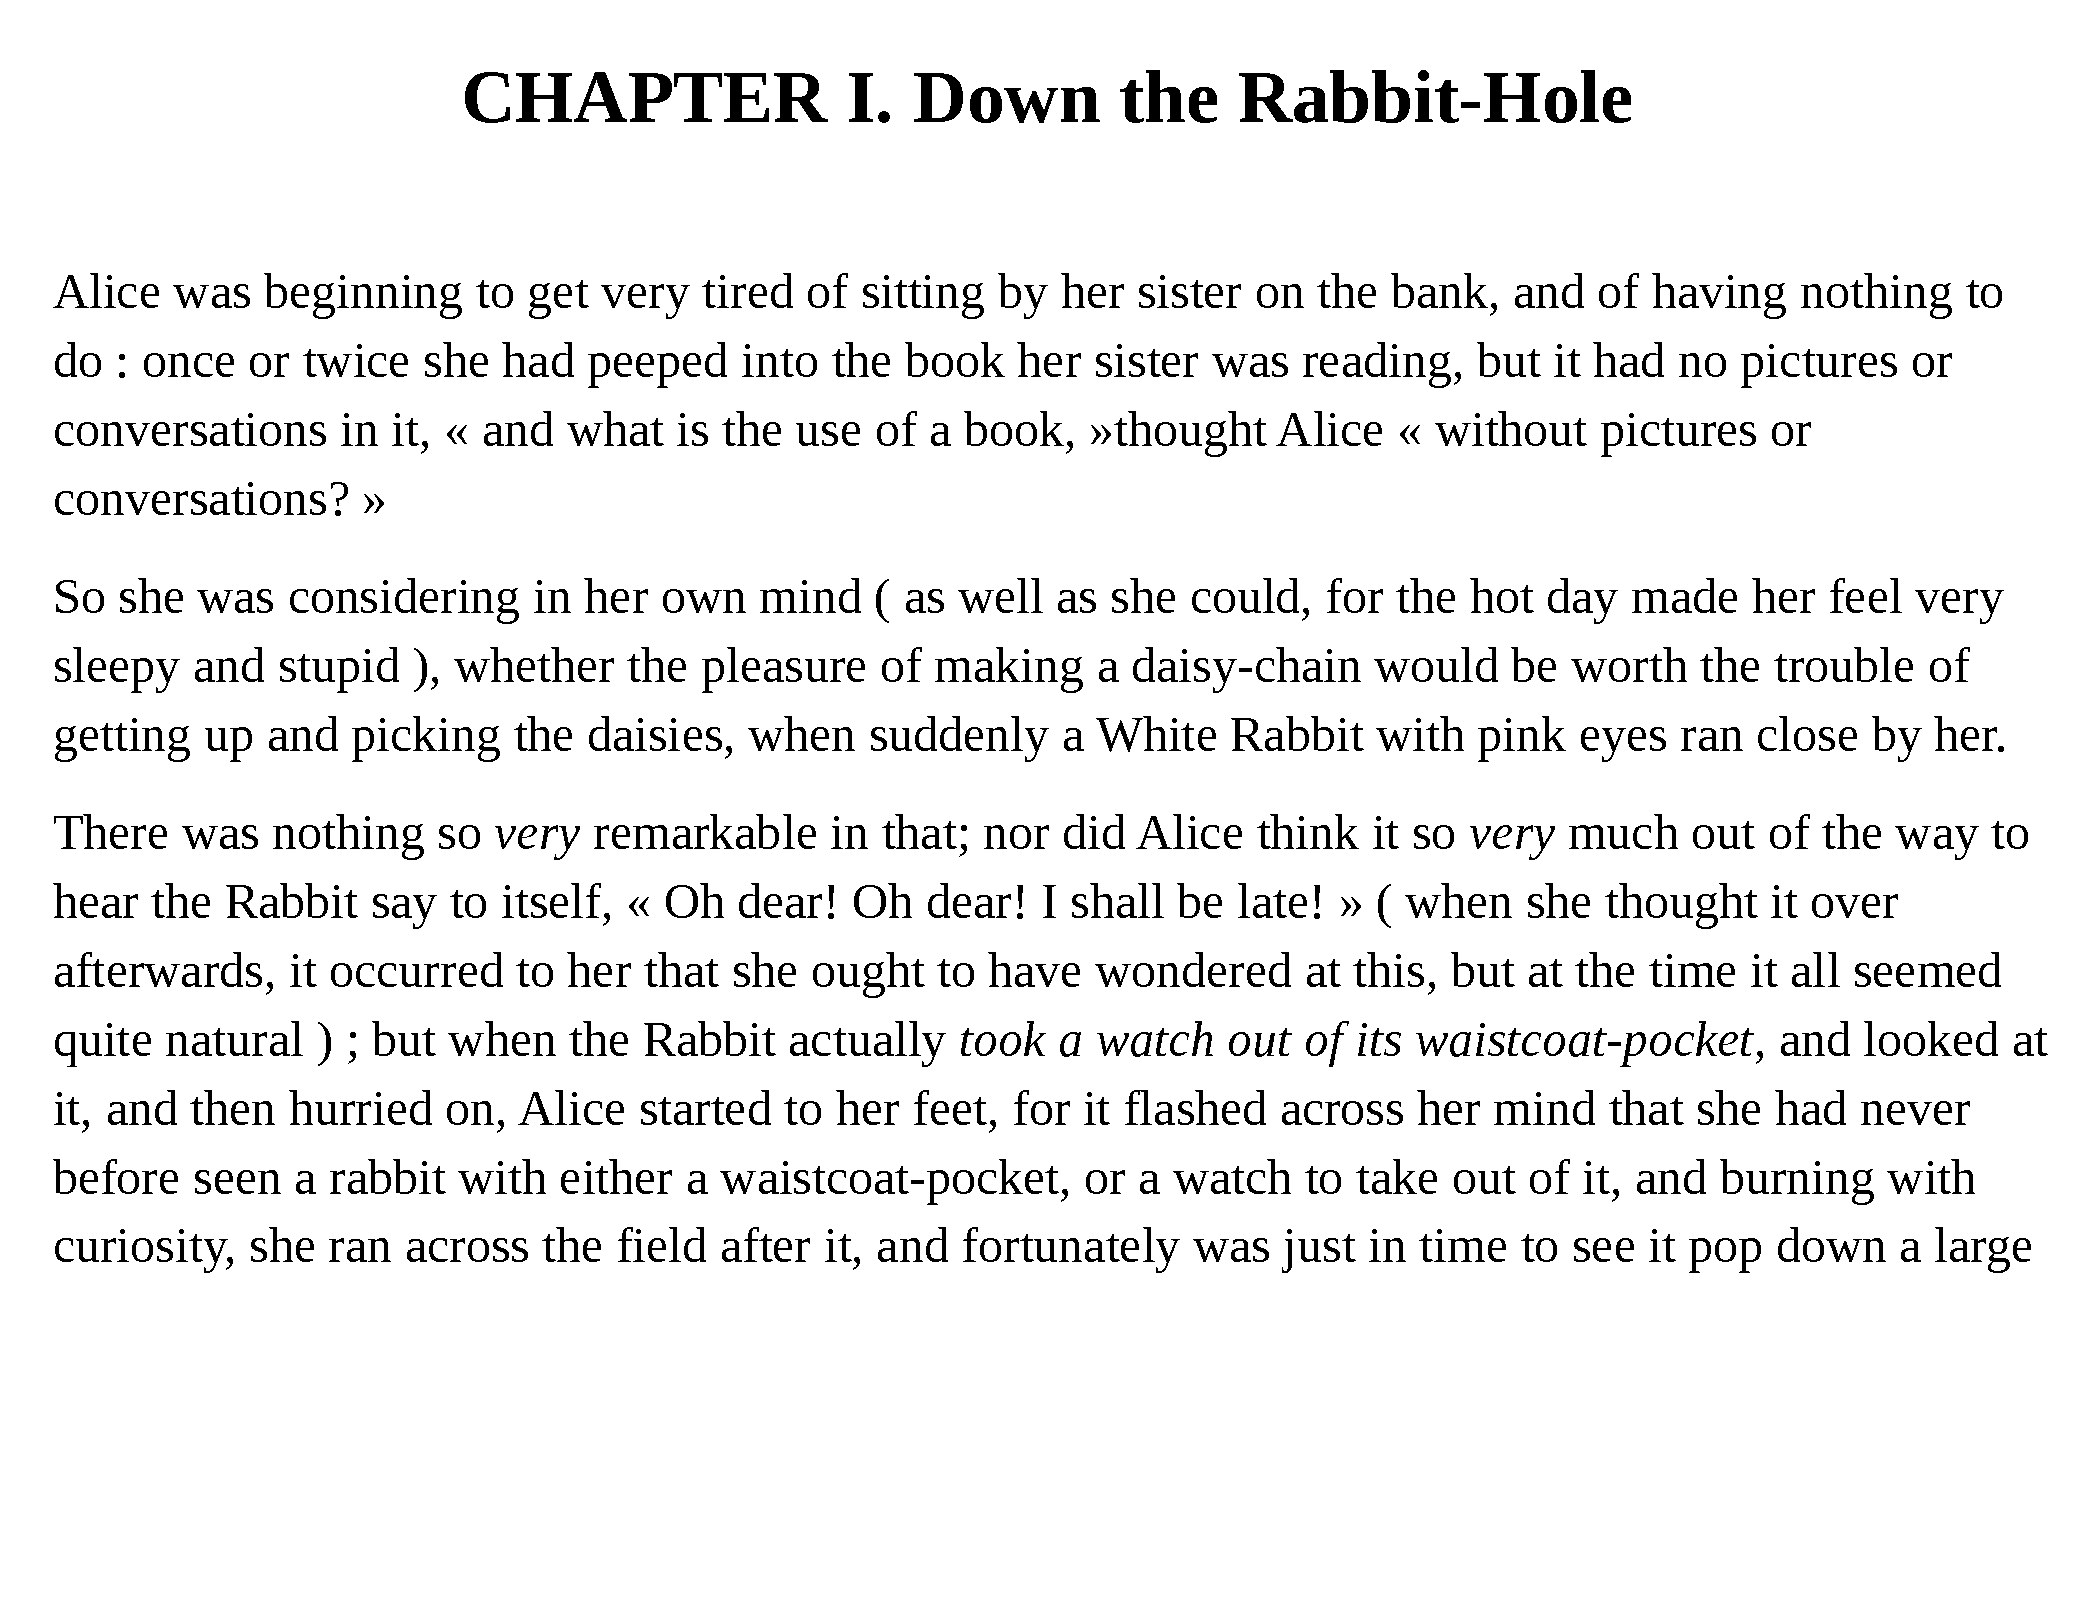 CHAPTER I. Down the Rabbit-Hole
Alice was beginning to get very tired of sitting by her sister on the bank, and of having nothing to
do : once or twice she had peeped into the book her sister was reading, but it had no pictures or
conversations in it, « and what is the use of a book, »thought Alice « without pictures or
conversations? »
So she was considering in her own mind ( as well as she could, for the hot day made her feel very
sleepy and stupid ), whether the pleasure of making a daisy-chain would be worth the trouble of
getting up and picking the daisies, when suddenly a White Rabbit with pink eyes ran close by her.
There was nothing so very remarkable in that; nor did Alice think it so very much out of the way to
hear the Rabbit say to itself, « Oh dear! Oh dear! I shall be late! » ( when she thought it over
afterwards, it occurred to her that she ought to have wondered at this, but at the time it all seemed
quite natural ) ; but when the Rabbit actually took a watch out of its waistcoat-pocket, and looked at
it, and then hurried on, Alice started to her feet, for it flashed across her mind that she had never
before seen a rabbit with either a waistcoat-pocket, or a watch to take out of it, and burning with
curiosity, she ran across the field after it, and fortunately was just in time to see it pop down a large